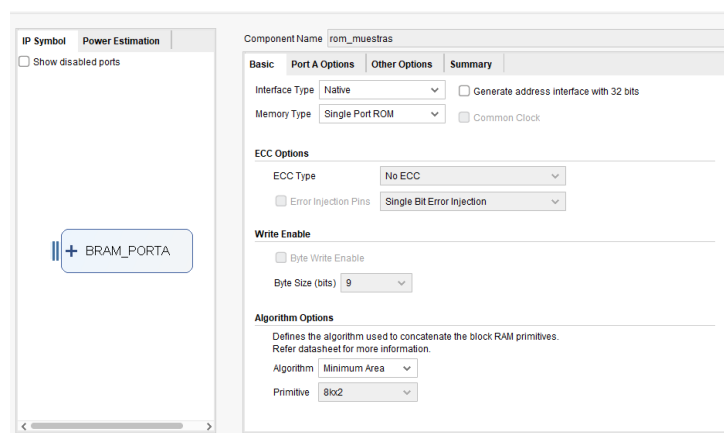 IP Symbol Power Estimation
Show disabled ports
BRAM_PORTA
Component Name rom_muestras
Basic Port A Options Other Options Summary
Interface Type Native Generate address interface with 32 bits
Memory Type Single Port ROM Common Clock
ECC Options
ECC Type No ECC
Error Injection Pins Single Bit Error Injection
Write Enable
Byte Write Enable
Byte Size (bits) 9
Algorithm Options
Defines the algorithm used to concatenate the block RAM primitives.
Refer datasheet for more information.
Algorithm Minimum Area
Primitive 8kx2